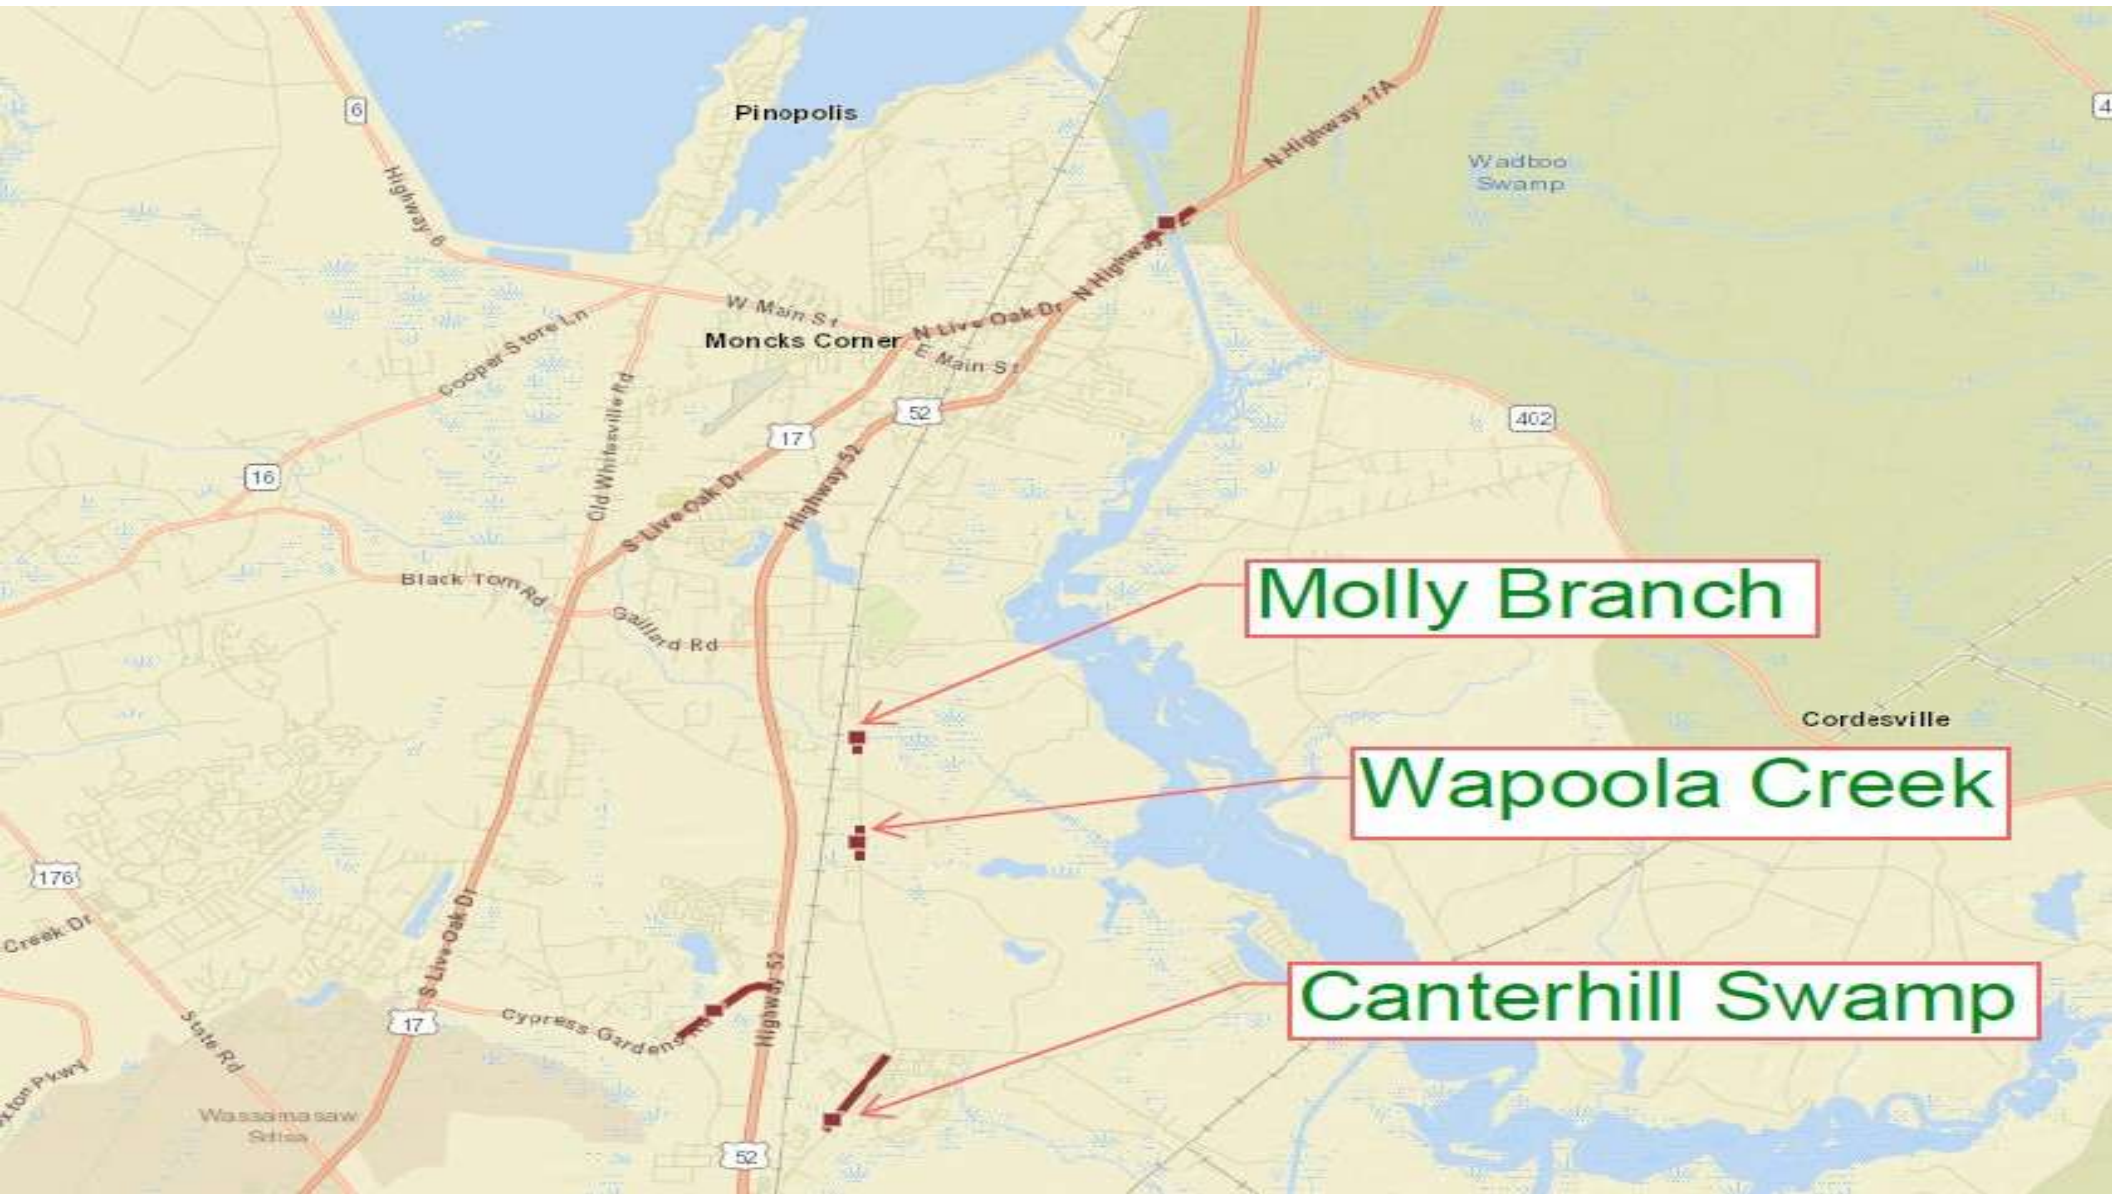 6
4
Pinopolis
N Highway 17A
Wadboo
Swamp
Highway 6
W Main St
N Highway
N Live Oak Dr
Moncks Corner
E Main St
Cooper Store Ln
Old Whitesville Rd
52
17
402
16
Highway 52
S Live Oak Dr
Black Tom Rd
Gaillard Rd
Molly Branch
Cordesville
Wapoola Creek
176
Creek Dr
S Live Oak Dr
Highway 52
Canterhill Swamp
17
Cypress Gardens
State Rd
xton Pkwy
Wassamasaw
52